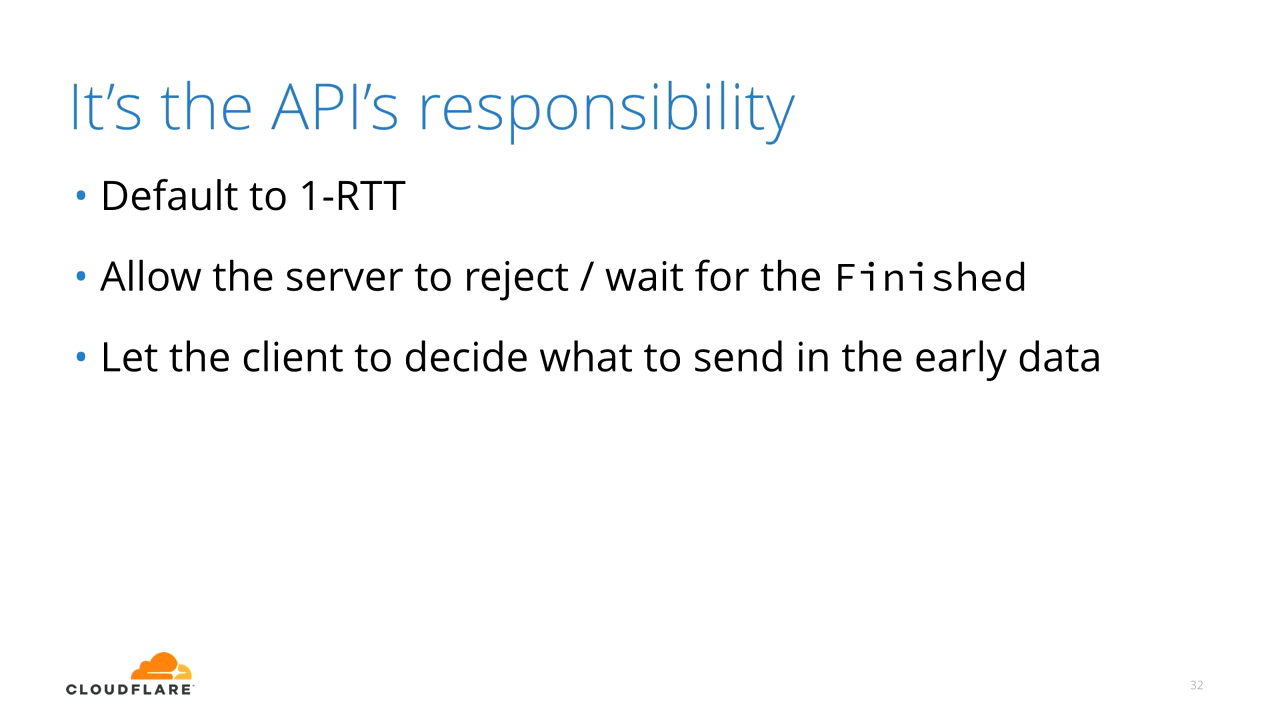 It’s the API’s responsibility
• Default to 1-RTT
• Allow the server to reject / wait for the Finished
• Let the client to decide what to send in the early data
CLOUDFLARE
32